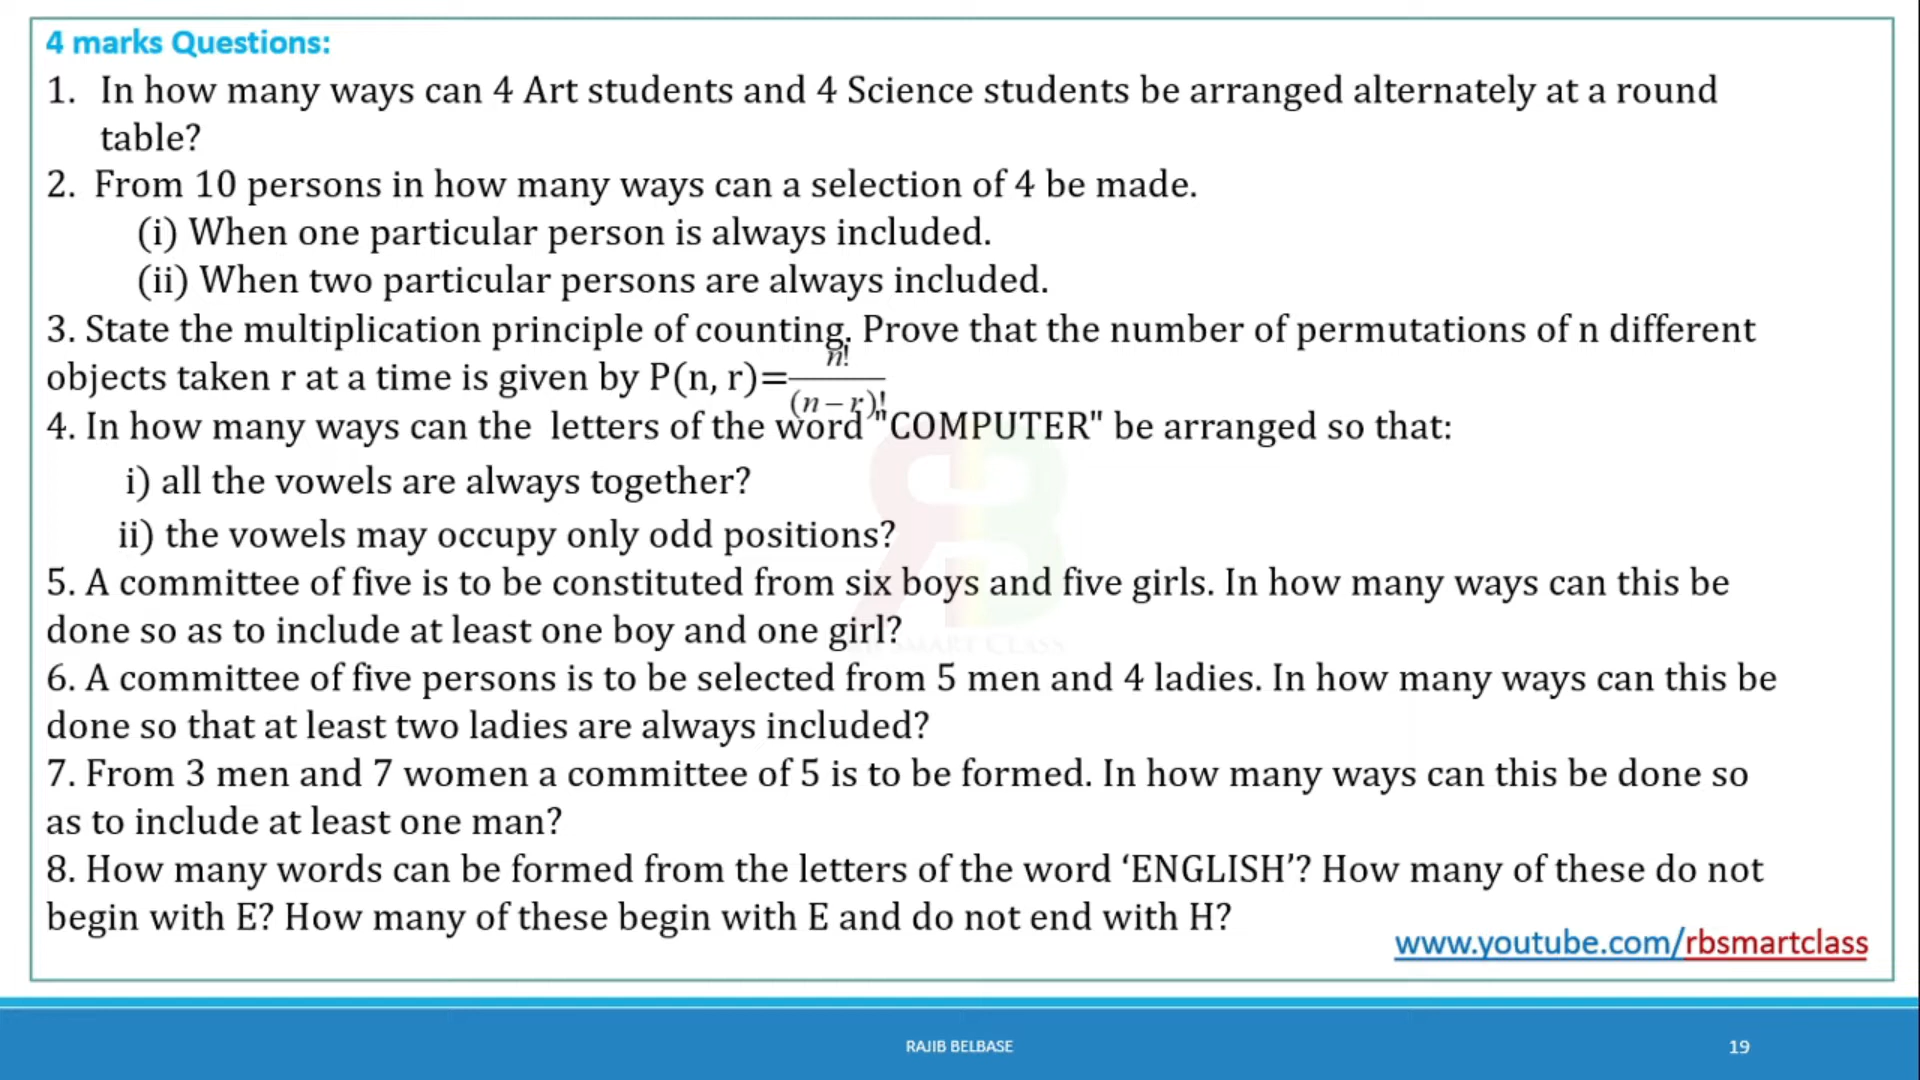 4 marks Questions:
1. In how many ways can 4 Art students and 4 Science students be arranged alternately at a round
table?
2. From 10 persons in how many ways can a selection of 4 be made.
(i) When one particular person is always included.
(ii) When two particular persons are always included.
3. State the multiplication principle of counting. Prove that the number of permutations of n different
objects taken r at a time is given by P(n, r)=n!/(n−r)!
4. In how many ways can the letters of the word "COMPUTER" be arranged so that:
i) all the vowels are always together?
ii) the vowels may occupy only odd positions?
5. A committee of five is to be constituted from six boys and five girls. In how many ways can this be
done so as to include at least one boy and one girl?
6. A committee of five persons is to be selected from 5 men and 4 ladies. In how many ways can this be
done so that at least two ladies are always included?
7. From 3 men and 7 women a committee of 5 is to be formed. In how many ways can this be done so
as to include at least one man?
8. How many words can be formed from the letters of the word ‘ENGLISH’? How many of these do not
begin with E? How many of these begin with E and do not end with H?
www.youtube.com/rbsmartclass
RB SMART CLASS
RAJIB BELBASE
19